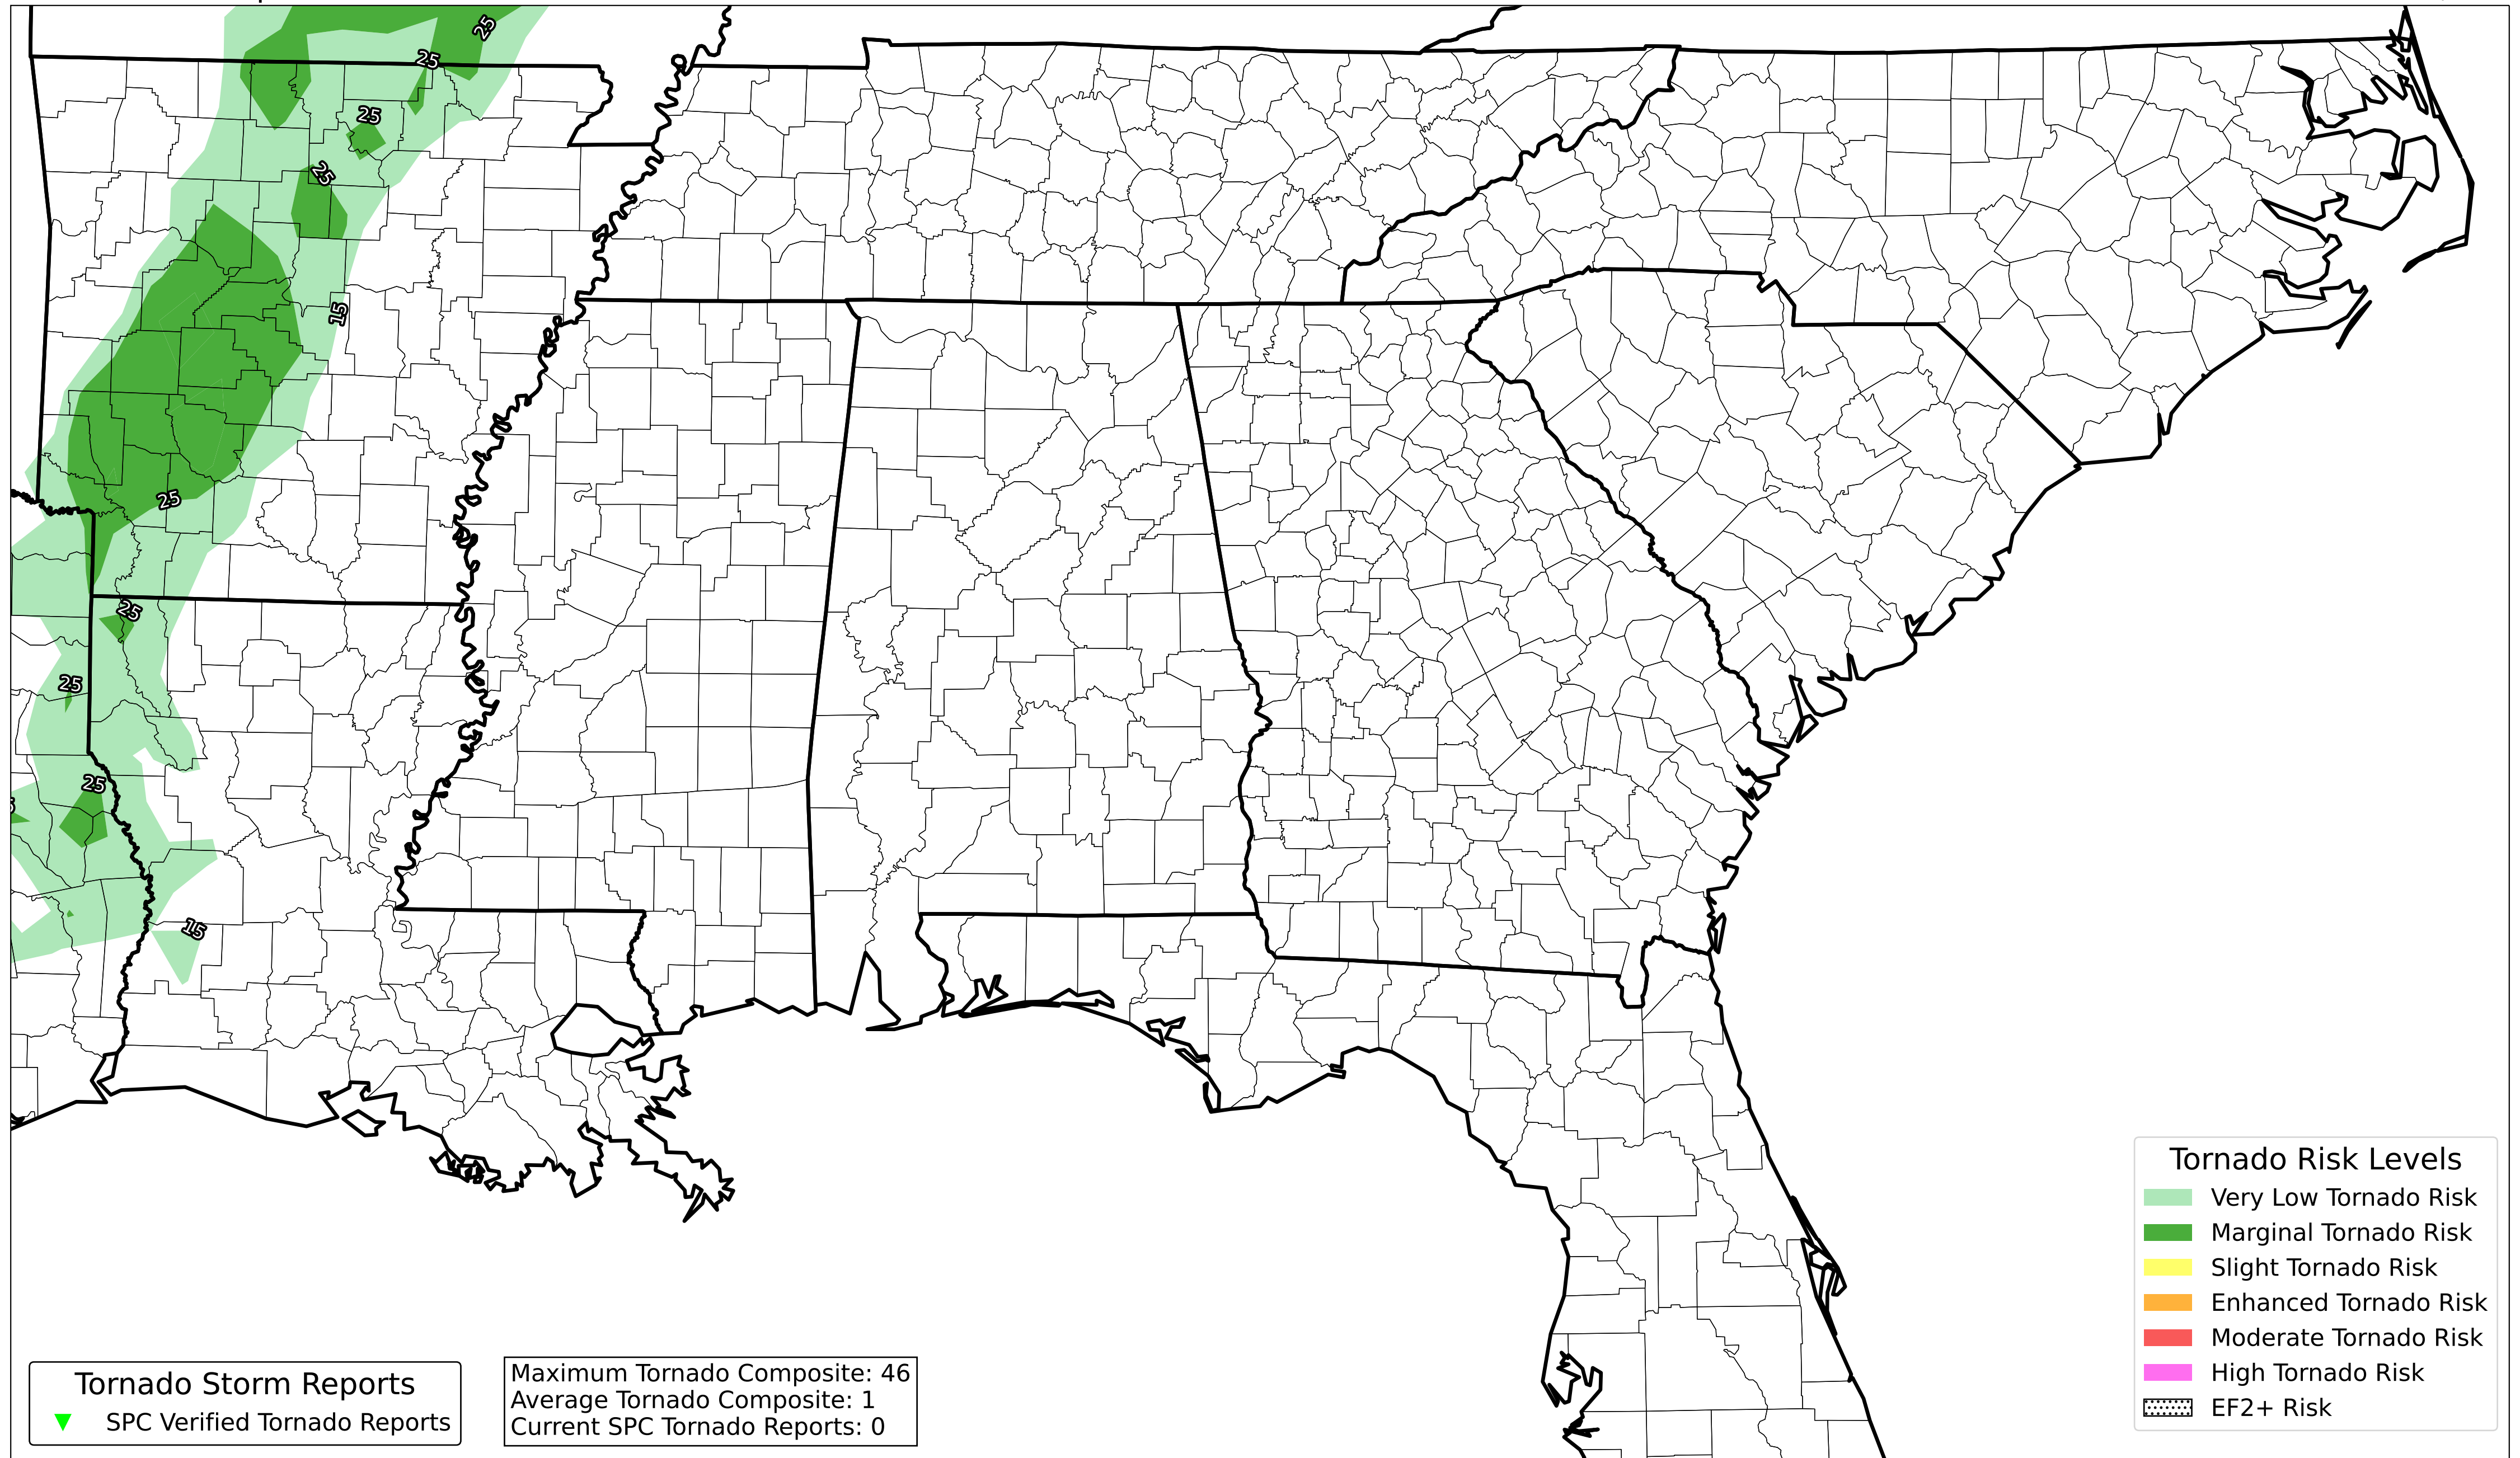 25
25
25
25
15
25
25
25
25
15
Tornado Risk Levels
Very Low Tornado Risk
Marginal Tornado Risk
Slight Tornado Risk
Enhanced Tornado Risk
Moderate Tornado Risk
High Tornado Risk
EF2+ Risk
Tornado Storm Reports
SPC Verified Tornado Reports
Maximum Tornado Composite: 46
Average Tornado Composite: 1
Current SPC Tornado Reports: 0